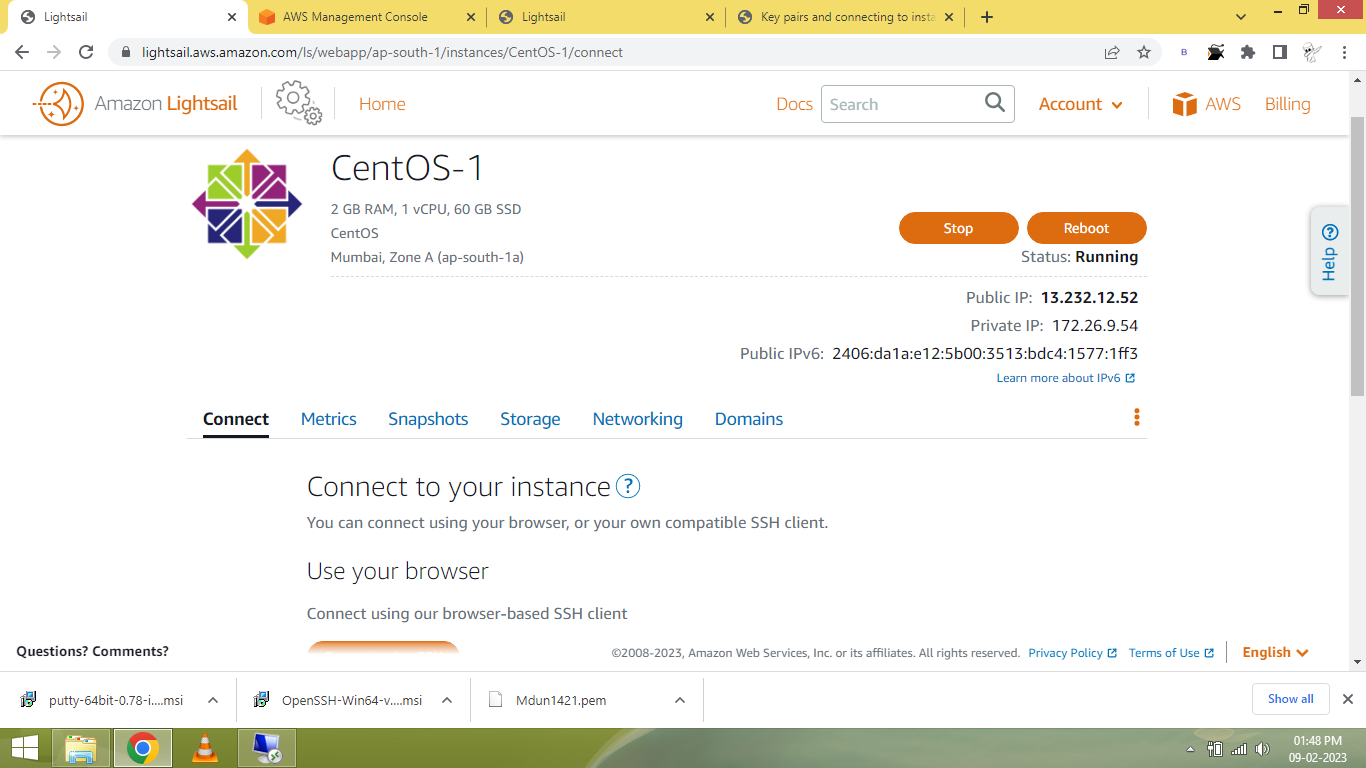 Lightsail
AWS Management Console
Lightsail
Key pairs and connecting to insta
lightsail.aws.amazon.com/ls/webapp/ap-south-1/instances/CentOS-1/connect
B
Amazon Lightsail
Home
Docs
Search
Account
AWS
Billing
CentOS-1
2 GB RAM, 1 vCPU, 60 GB SSD
CentOS
Mumbai, Zone A (ap-south-1a)
Stop
Reboot
Status: Running
Help
Public IP: 13.232.12.52
Private IP: 172.26.9.54
Public IPv6: 2406:da1a:e12:5b00:3513:bdc4:1577:1ff3
Learn more about IPv6
Connect
Metrics
Snapshots
Storage
Networking
Domains
Connect to your instance ?
You can connect using your browser, or your own compatible SSH client.
Use your browser
Connect using our browser-based SSH client
Questions? Comments?
©2008-2023, Amazon Web Services, Inc. or its affiliates. All rights reserved.
Privacy Policy
Terms of Use
English
putty-64bit-0.78-i....msi
OpenSSH-Win64-v....msi
Mdun1421.pem
Show all
01:48 PM
09-02-2023